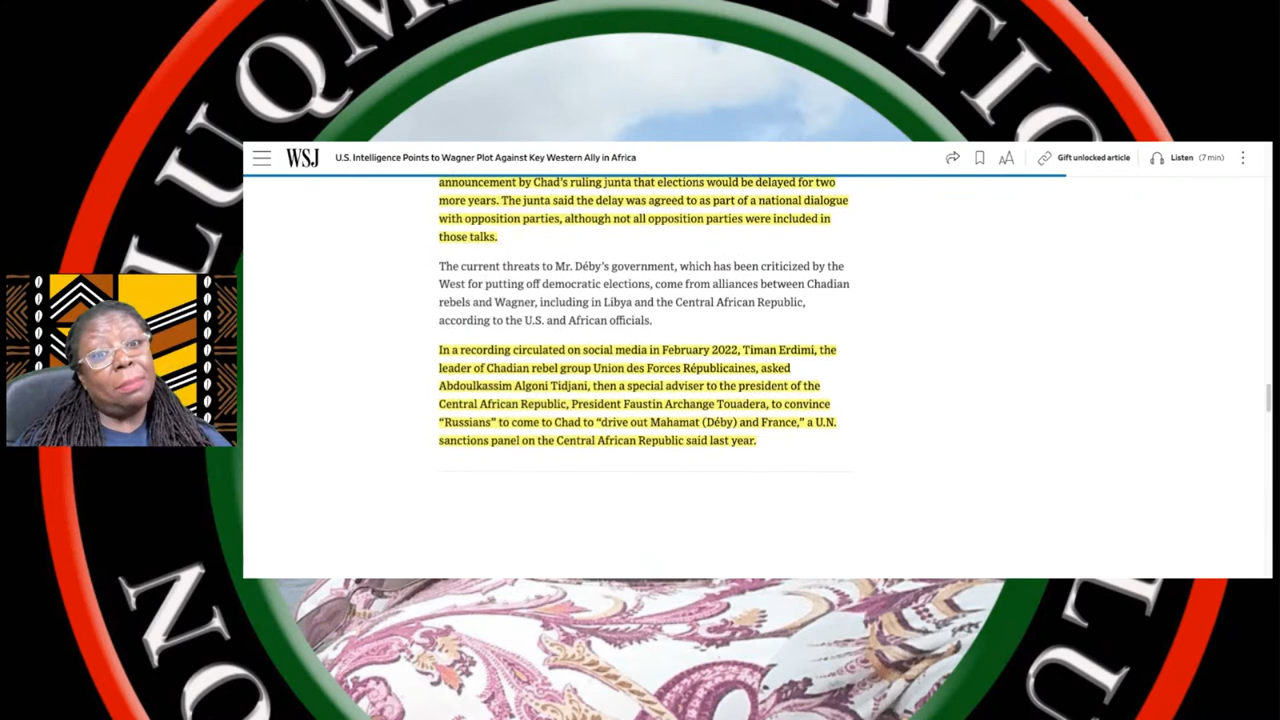 LUQM
ATIO
WSJ
U.S. Intelligence Points to Wagner Plot Against Key Western Ally in Africa
Gift unlocked article
Listen (7 min)
announcement by Chad's ruling junta that elections would be delayed for two
more years. The junta said the delay was agreed to as part of a national dialogue
with opposition parties, although not all opposition parties were included in
those talks.
The current threats to Mr. Déby's government, which has been criticized by the
West for putting off democratic elections, come from alliances between Chadian
rebels and Wagner, including in Libya and the Central African Republic,
according to the U.S. and African officials.
In a recording circulated on social media in February 2022, Timan Erdimi, the
leader of Chadian rebel group Union des Forces Républicaines, asked
Abdoulkassim Algoni Tidjani, then a special adviser to the president of the
Central African Republic, President Faustin Archange Touadera, to convince
“Russians” to come to Chad to “drive out Mahamat (Déby) and France,” a U.N.
sanctions panel on the Central African Republic said last year.